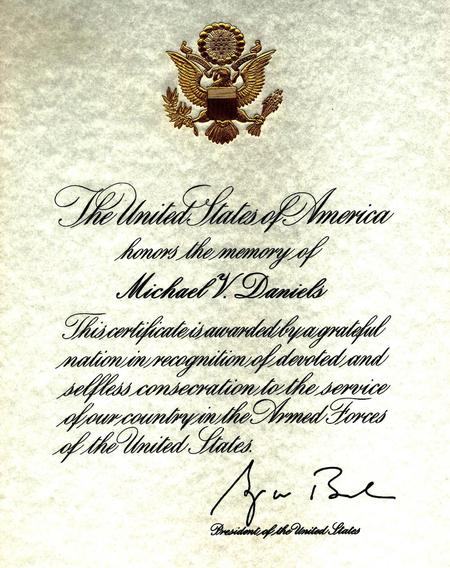 The United States of America
honors the memory of
Michael V. Daniels
This certificate is awarded by a grateful
nation in recognition of devoted and
selfless consecration to the service
of our country in the Armed Forces
of the United States.
President of the United States